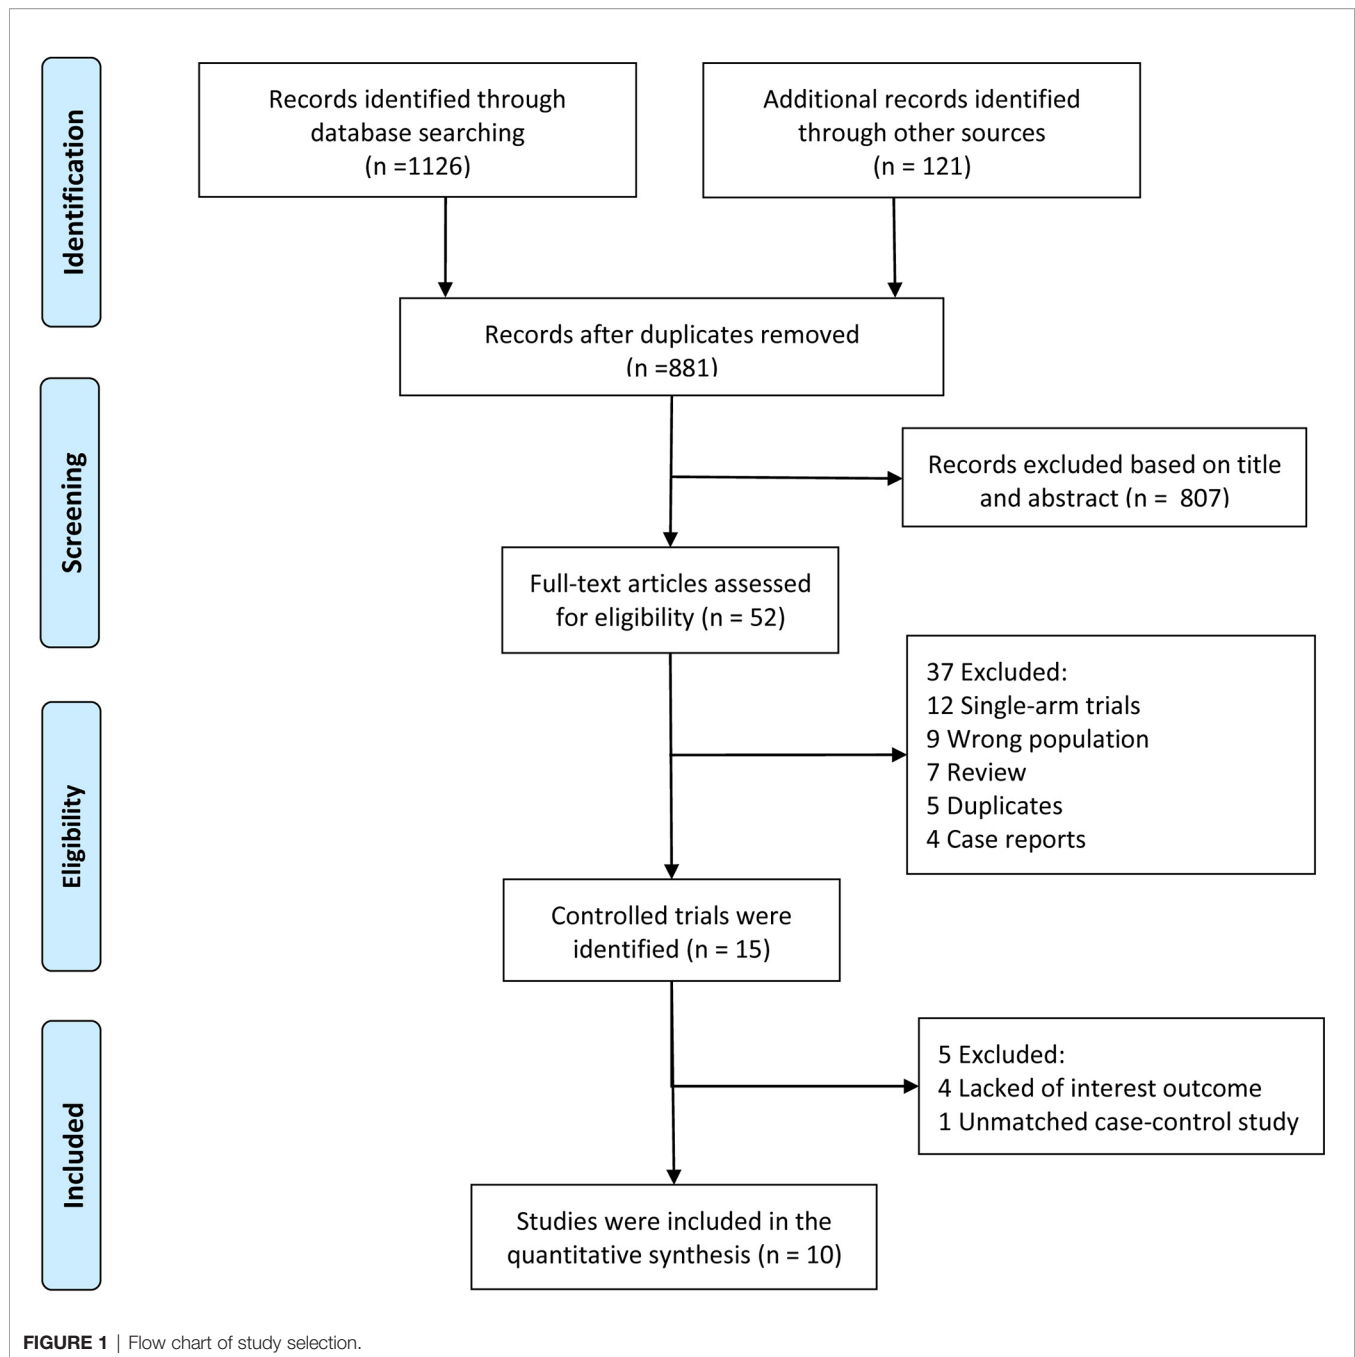 Identification
Records identified through
database searching
(n =1126)
Additional records identified
through other sources
(n = 121)
Records after duplicates removed
(n =881)
Screening
Records excluded based on title
and abstract (n =  807)
Full-text articles assessed
for eligibility (n = 52)
Eligibility
37 Excluded:
12 Single-arm trials
9 Wrong population
7 Review
5 Duplicates
4 Case reports
Controlled trials were
identified (n = 15)
Included
5 Excluded:
4 Lacked of interest outcome
1 Unmatched case-control study
Studies were included in the
quantitative synthesis (n = 10)
FIGURE 1 | Flow chart of study selection.